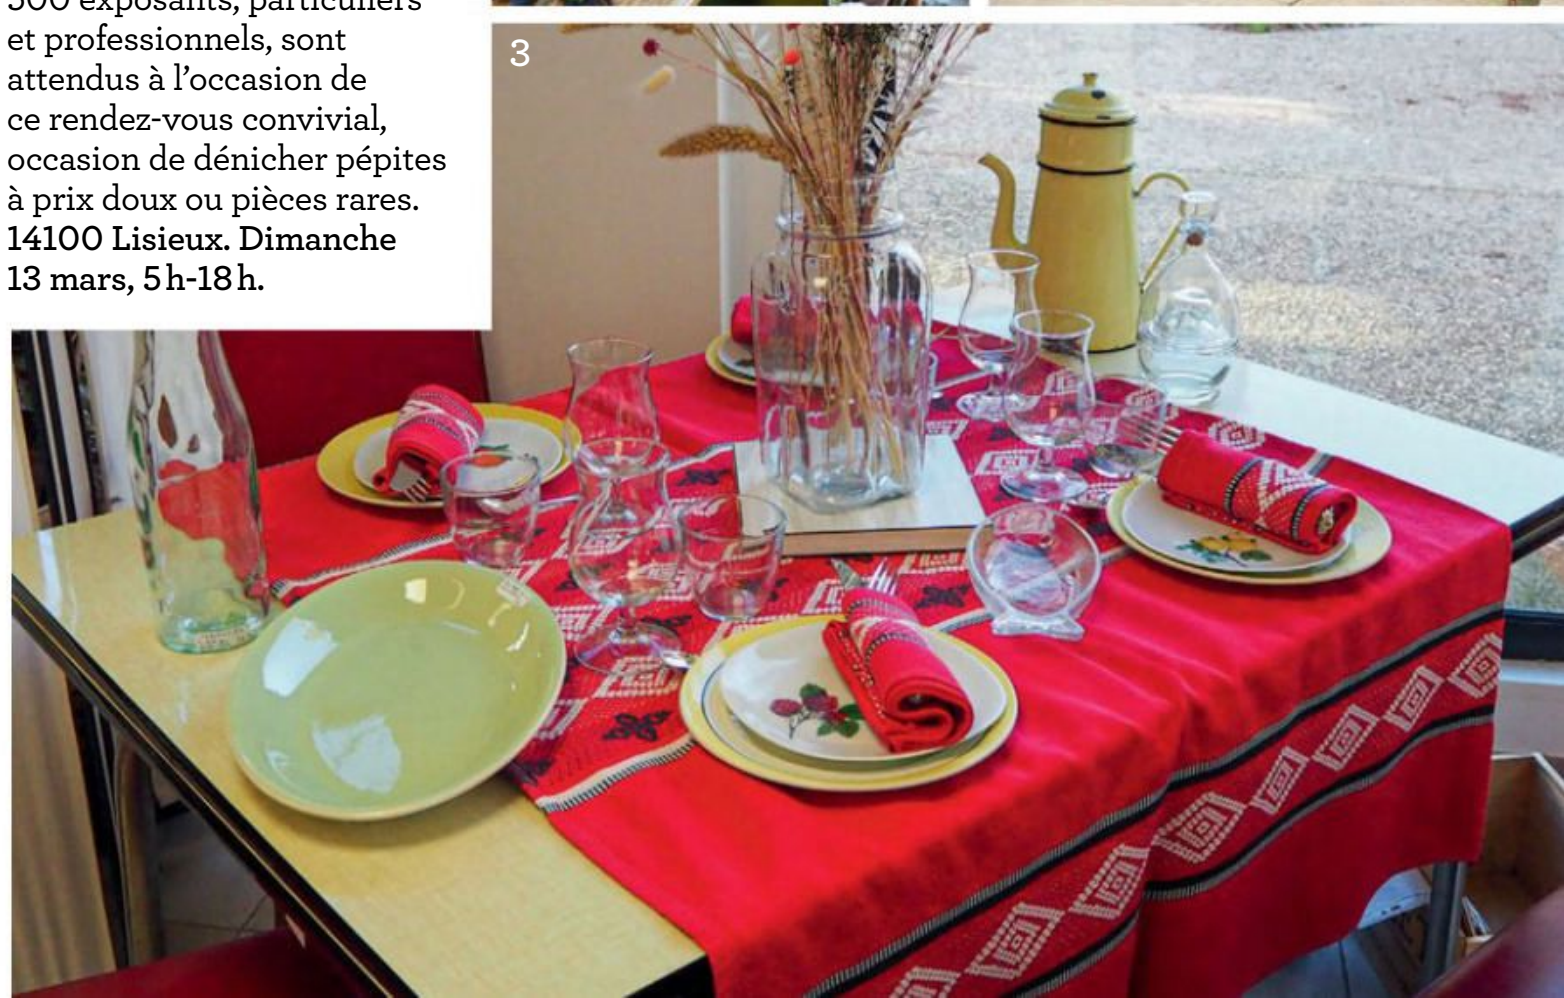 500 exposants, particuliers
et professionnels, sont
attendus à l'occasion de
ce rendez-vous convivial,
occasion de dénicher pépites
à prix doux ou pièces rares.
14100 Lisieux. Dimanche
13 mars, 5 h-18 h.
3